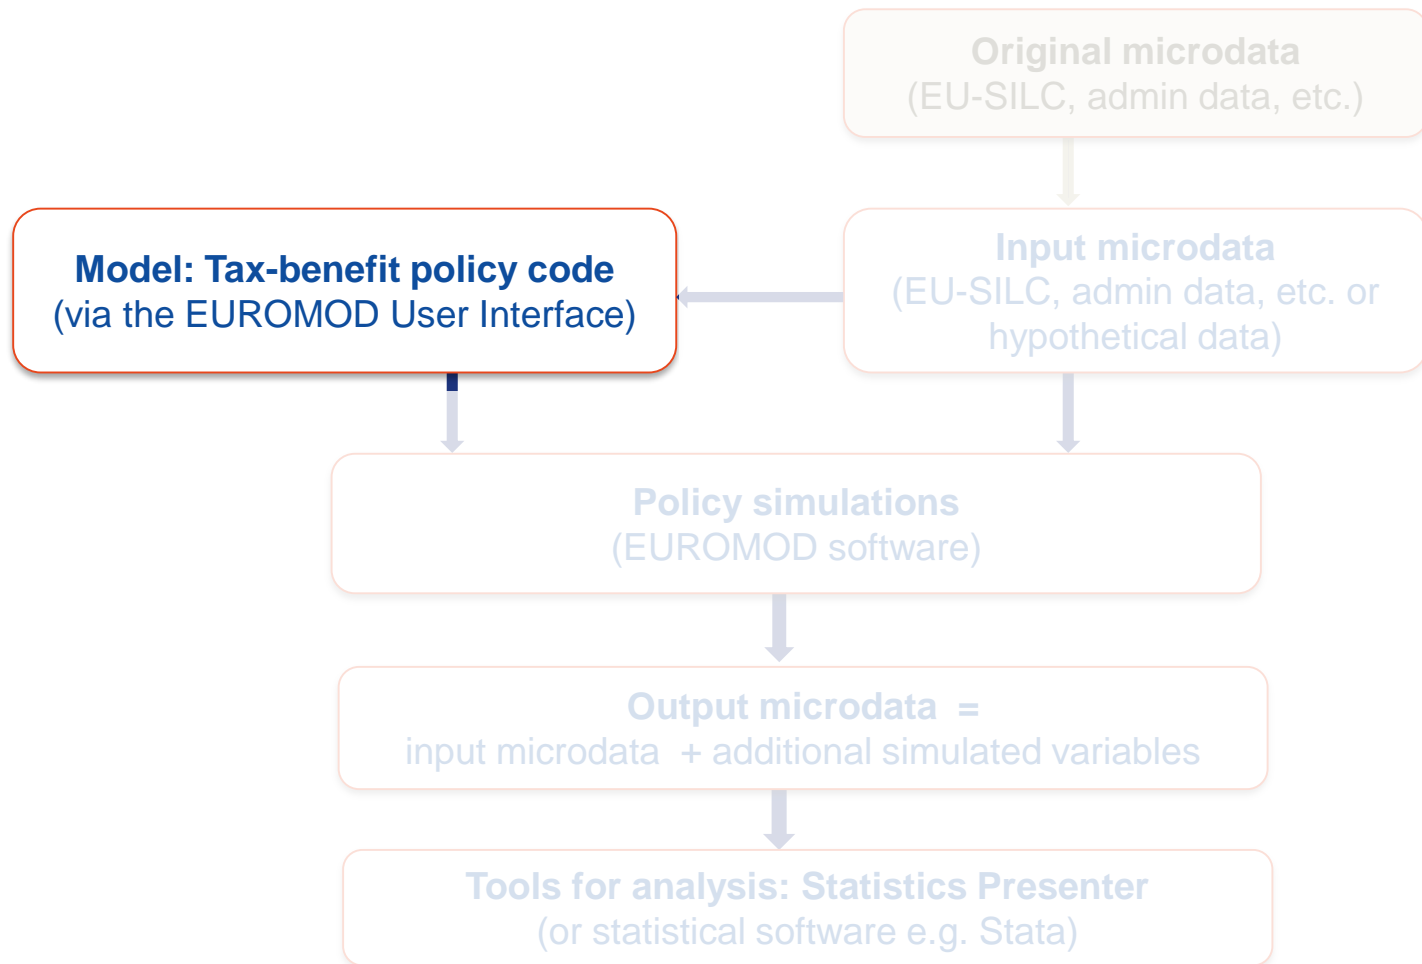 Original microdata
(EU-SILC, admin data, etc.)
Model: Tax-benefit policy code
(via the EUROMOD User Interface)
Input microdata
(EU-SILC, admin data, etc. or
hypothetical data)
Policy simulations
(EUROMOD software)
Output microdata =
input microdata + additional simulated variables
Tools for analysis: Statistics Presenter
(or statistical software e.g. Stata)